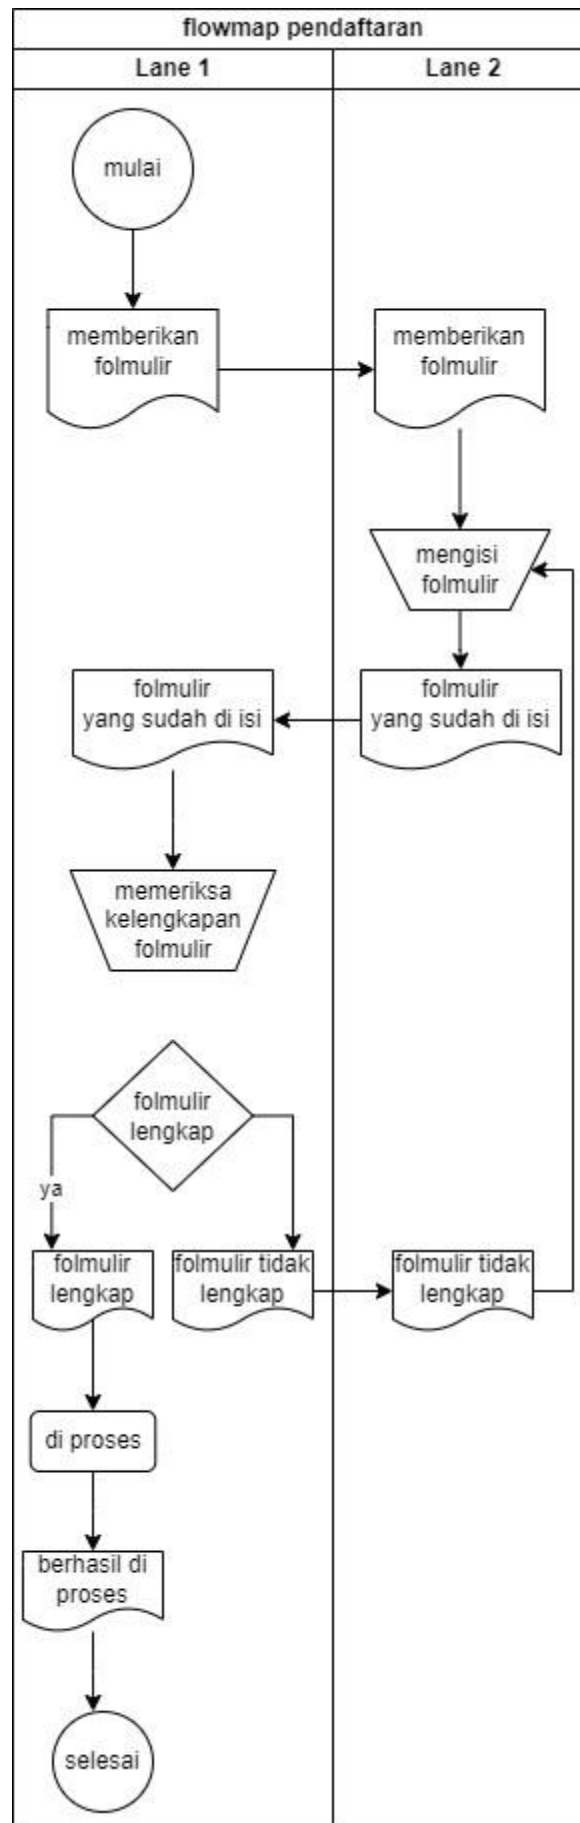 flowmap pendaftaran
Lane 1
Lane 2
mulai
memberikan
folmulir
memberikan
folmulir
mengisi
folmulir
folmulir
yang sudah di isi
folmulir
yang sudah di isi
memeriksa
kelengkapan
folmulir
folmulir
lengkap
ya
folmulir
lengkap
folmulir tidak
lengkap
folmulir tidak
lengkap
di proses
berhasil di
proses
selesai